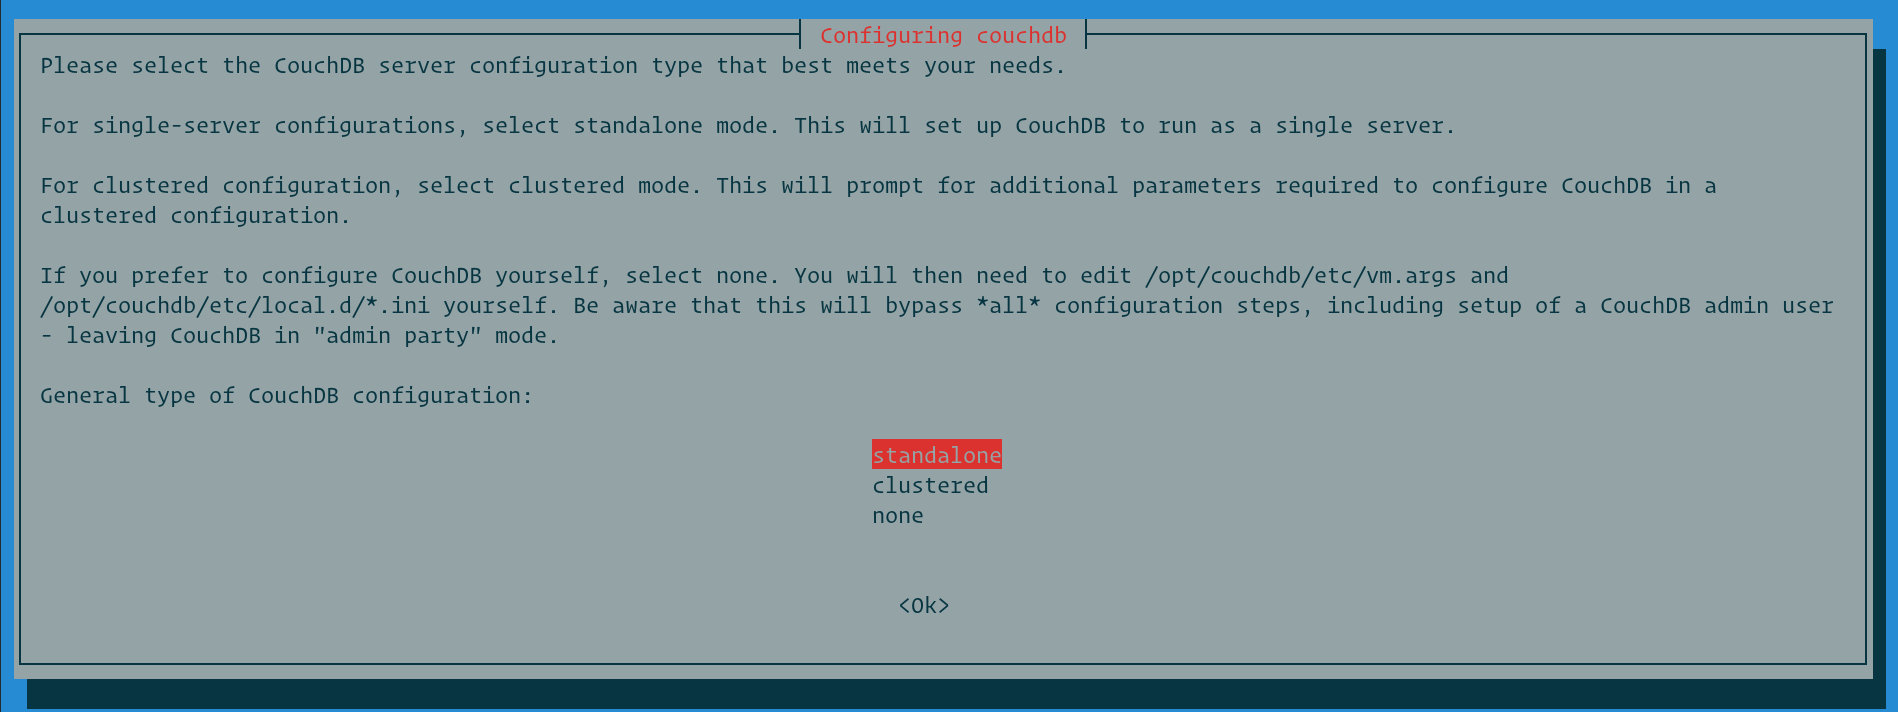 Configuring couchdb
Please select the CouchDB server configuration type that best meets your needs.
For single-server configurations, select standalone mode. This will set up CouchDB to run as a single server.
For clustered configuration, select clustered mode. This will prompt for additional parameters required to configure CouchDB in a
clustered configuration.
If you prefer to configure CouchDB yourself, select none. You will then need to edit /opt/couchdb/etc/vm.args and
/opt/couchdb/etc/local.d/*.ini yourself. Be aware that this will bypass *all* configuration steps, including setup of a CouchDB admin user
- leaving CouchDB in "admin party" mode.
General type of CouchDB configuration:
standalone
clustered
none
<Ok>